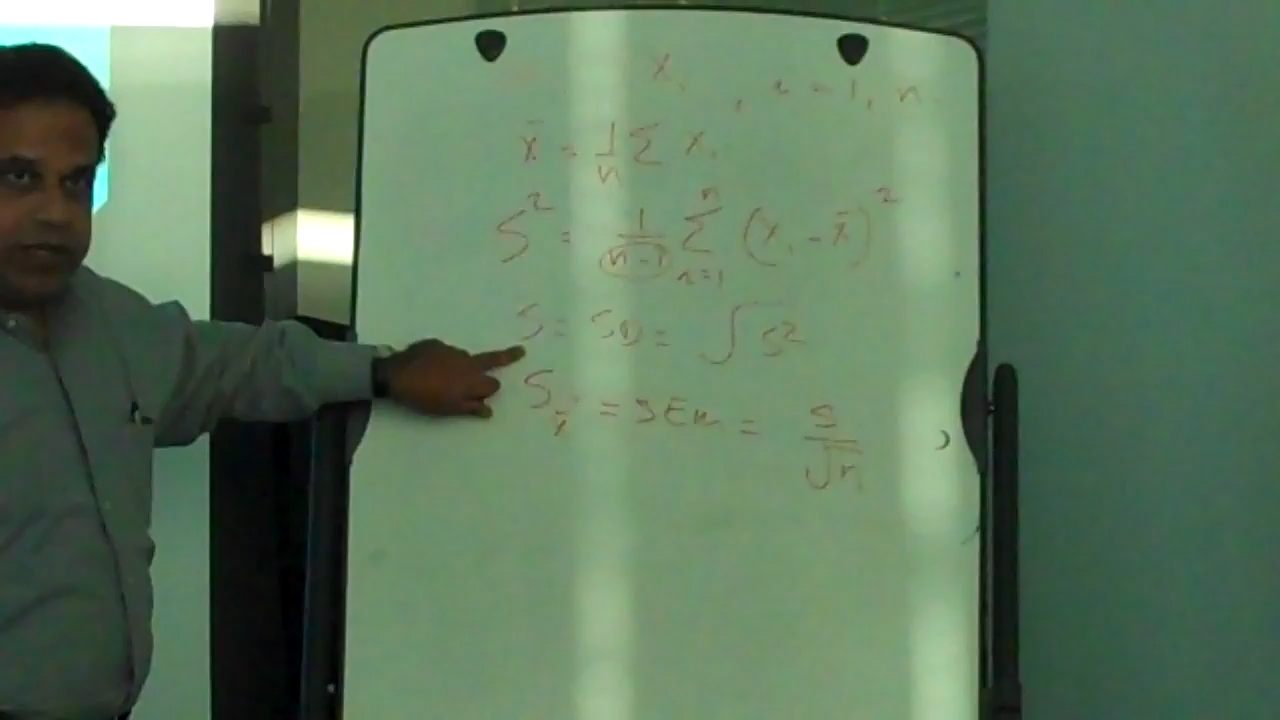 xᵢ , i = 1, n
x̄ = 1/n Σ xᵢ
S² = 1/(n-1) Σⁿᵢ₌₁ (xᵢ - x̄)²
S = SD = √S²
S_x̄ = SEM = S/√n